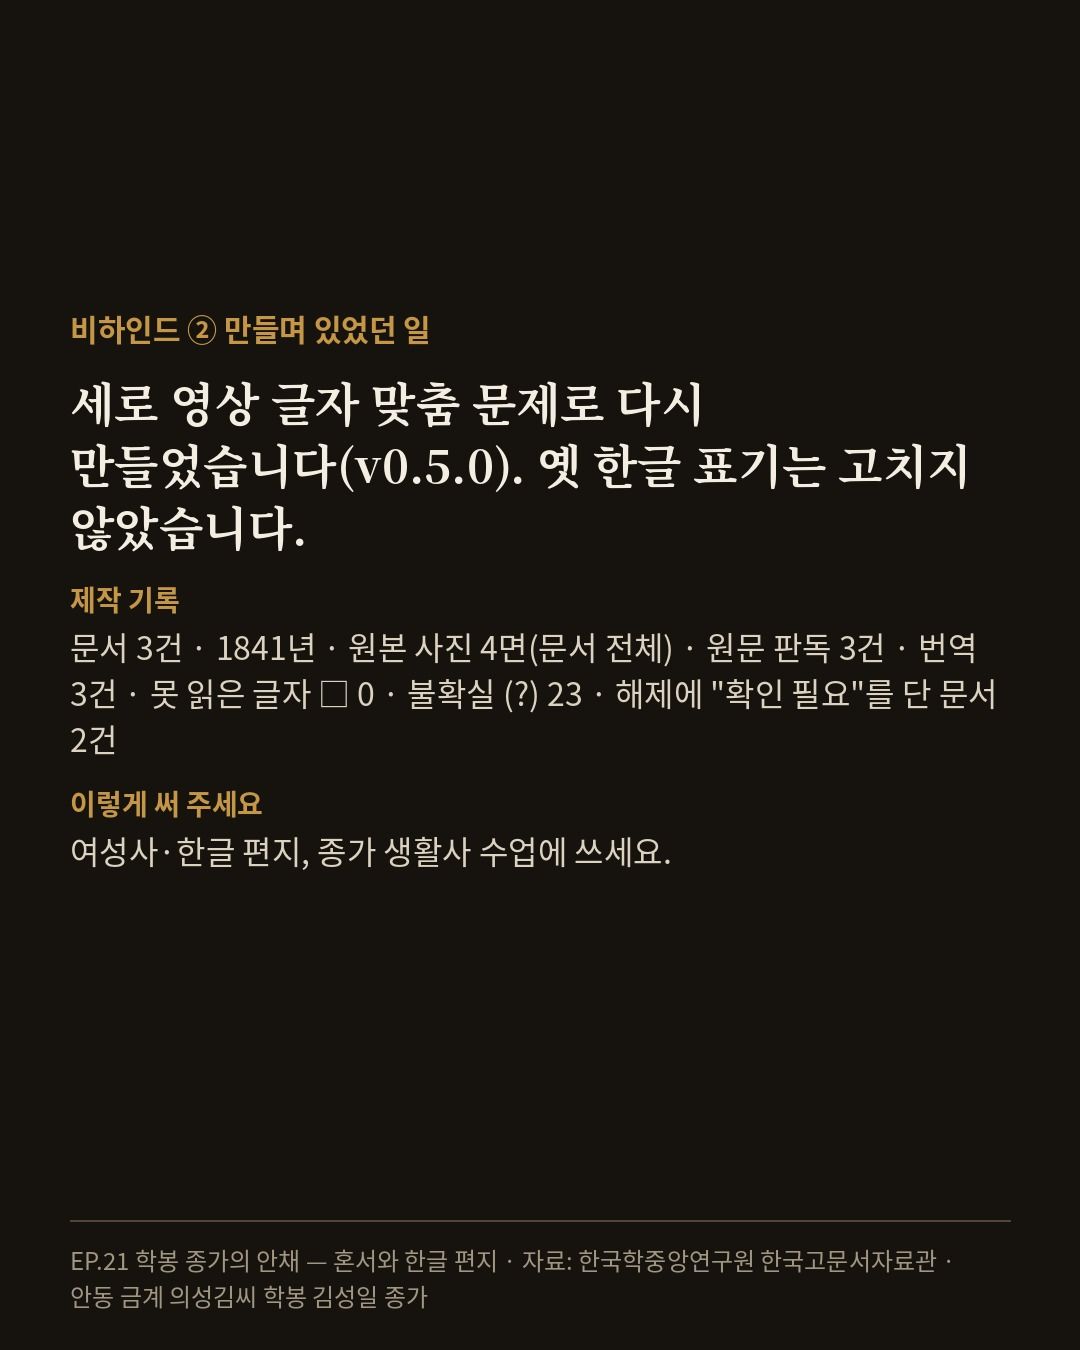 비하인드 ② 만들며 있었던 일
세로 영상 글자 맞춤 문제로 다시
만들었습니다(v0.5.0). 옛 한글 표기는 고치지
않았습니다.
제작 기록
문서 3건 · 1841년 · 원본 사진 4면(문서 전체) · 원문 판독 3건 · 번역
3건 · 못 읽은 글자 □ 0 · 불확실 (?) 23 · 해제에 "확인 필요"를 단 문서
2건
이렇게 써 주세요
여성사·한글 편지, 종가 생활사 수업에 쓰세요.
EP.21 학봉 종가의 안채 — 혼서와 한글 편지 · 자료: 한국학중앙연구원 한국고문서자료관 ·
안동 금계 의성김씨 학봉 김성일 종가